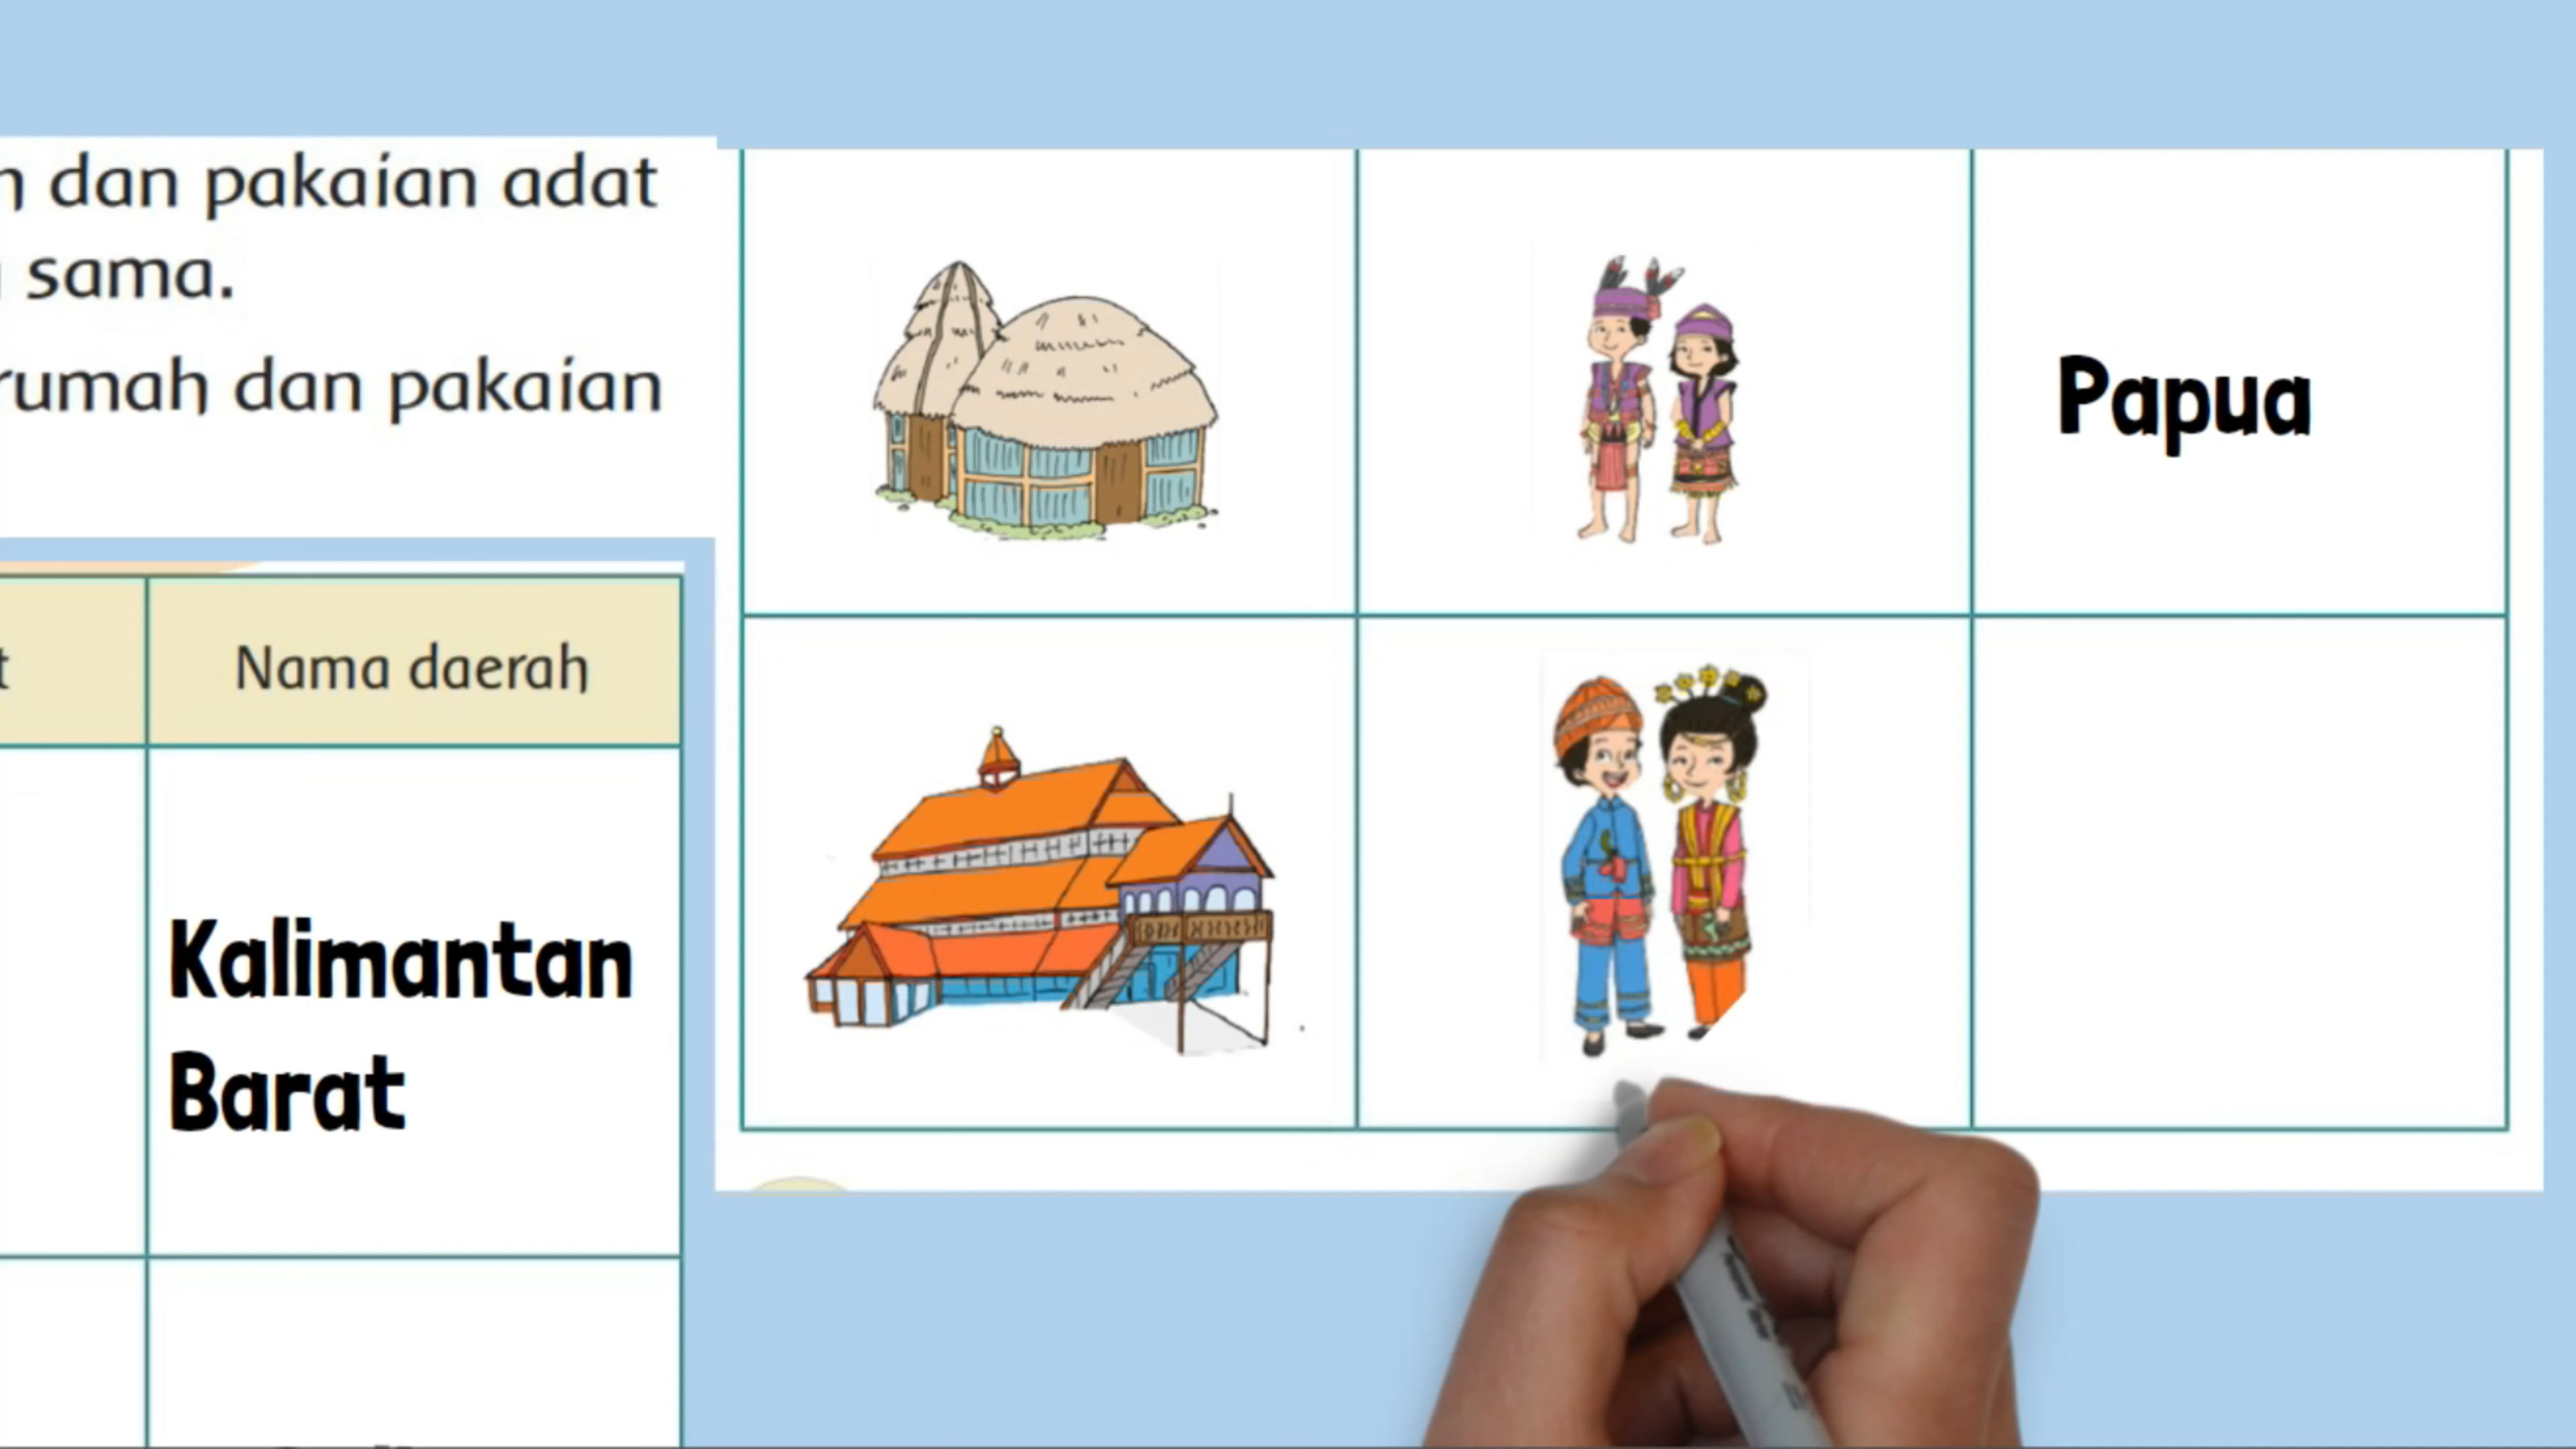 dan pakaian adat
sama.
rumah dan pakaian
Nama daerah
Kalimantan
Barat
Papua